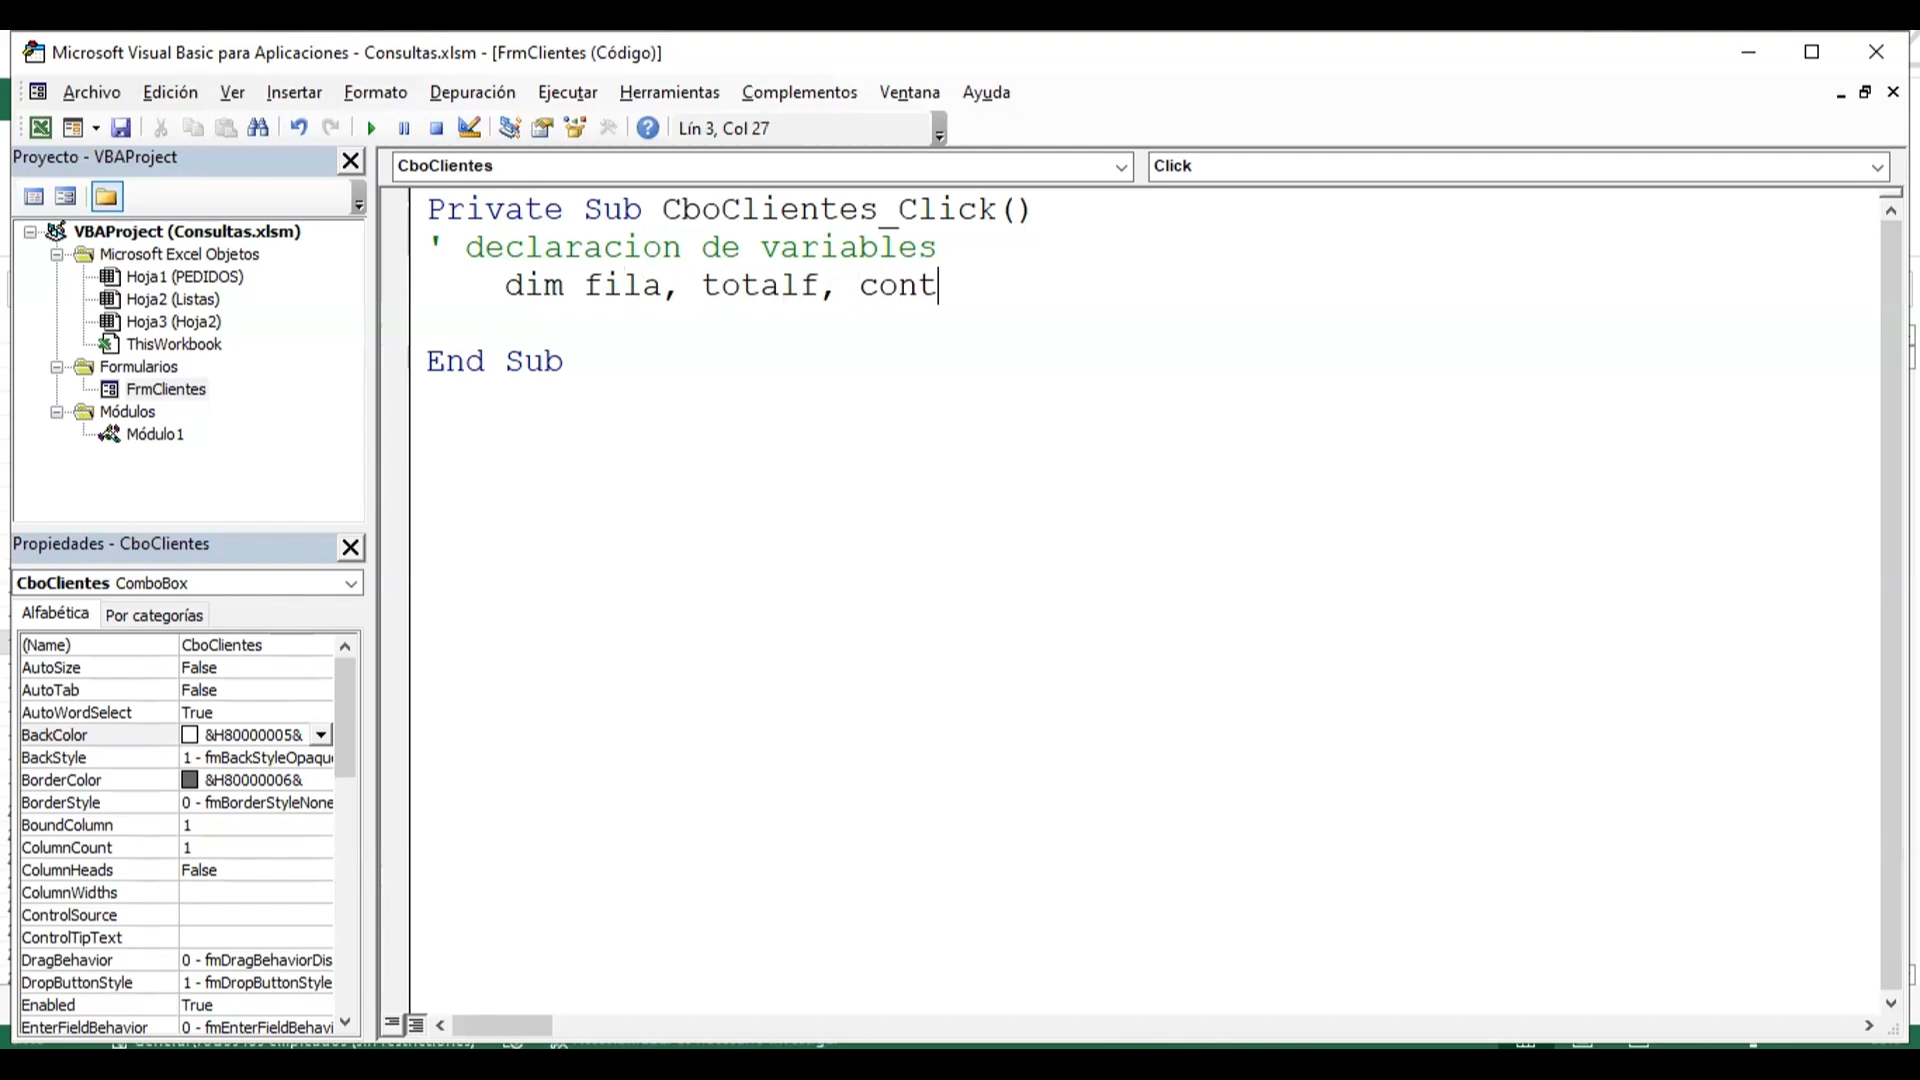 Microsoft Visual Basic para Aplicaciones - Consultas.xlsm - [FrmClientes (Código)]
Archivo Edición Ver Insertar Formato Depuración Ejecutar Herramientas Complementos Ventana Ayuda
Lín 3, Col 27
Proyecto - VBAProject
CboClientes
Click
VBAProject (Consultas.xlsm)
Microsoft Excel Objetos
Hoja1 (PEDIDOS)
Hoja2 (Listas)
Hoja3 (Hoja2)
ThisWorkbook
Formularios
FrmClientes
Módulos
Módulo1
Private Sub CboClientes_Click()
' declaracion de variables
dim fila, totalf, cont
End Sub
Propiedades - CboClientes
CboClientes ComboBox
Alfabética Por categorías
(Name) CboClientes
AutoSize False
AutoTab False
AutoWordSelect True
BackColor &H80000005&
BackStyle 1 - fmBackStyleOpaqu
BorderColor &H80000006&
BorderStyle 0 - fmBorderStyleNone
BoundColumn 1
ColumnCount 1
ColumnHeads False
ColumnWidths
ControlSource
ControlTipText
DragBehavior 0 - fmDragBehaviorDis
DropButtonStyle 1 - fmDropButtonStyle
Enabled True
EnterFieldBehavior 0 - fmEnterFieldBehavi